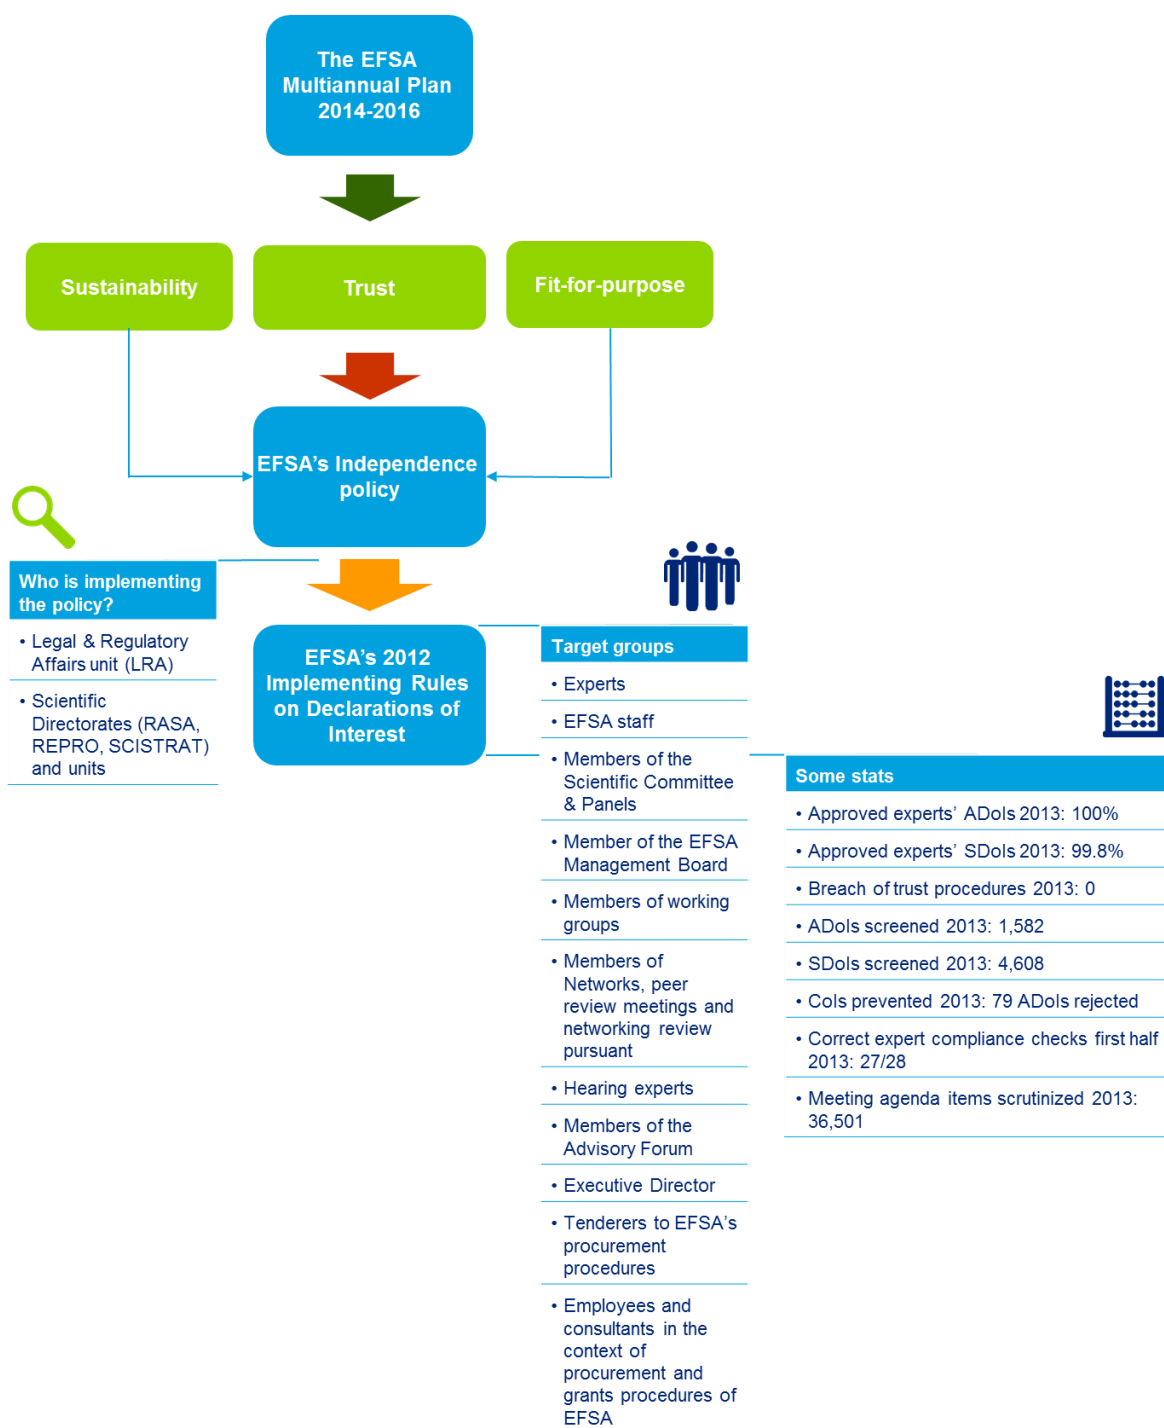 The EFSA
Multiannual Plan
2014-2016
Sustainability
Trust
Fit-for-purpose
EFSA's Independence
policy
Who is implementing
the policy?
• Legal & Regulatory
Affairs unit (LRA)
• Scientific
Directorates (RASA,
REPRO, SCISTRAT)
and units
EFSA's 2012
Implementing Rules
on Declarations of
Interest
Target groups
• Experts
• EFSA staff
• Members of the
Scientific Committee
& Panels
• Member of the EFSA
Management Board
• Members of working
groups
• Members of
Networks, peer
review meetings and
networking review
pursuant
• Hearing experts
• Members of the
Advisory Forum
• Executive Director
• Tenderers to EFSA's
procurement
procedures
• Employees and
consultants in the
context of
procurement and
grants procedures of
EFSA
Some stats
• Approved experts' ADoIs 2013: 100%
• Approved experts' SDoIs 2013: 99.8%
• Breach of trust procedures 2013: 0
• ADoIs screened 2013: 1,582
• SDoIs screened 2013: 4,608
• CoIs prevented 2013: 79 ADoIs rejected
• Correct expert compliance checks first half
2013: 27/28
• Meeting agenda items scrutinized 2013:
36,501